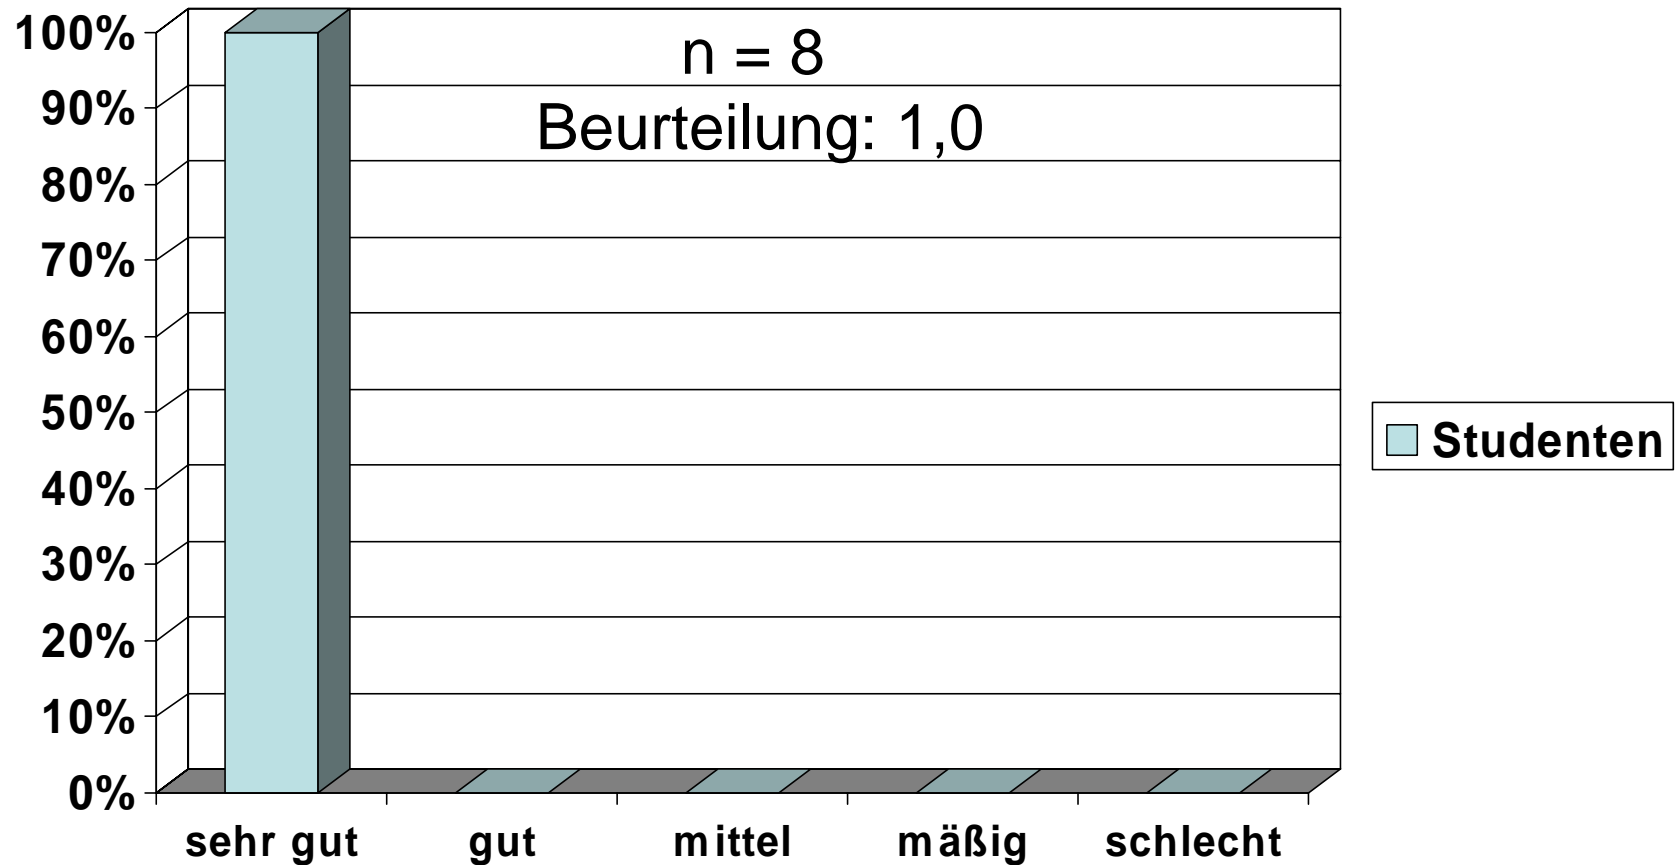 n = 8
Beurteilung: 1,0
100%
90%
80%
70%
60%
50%
40%
30%
20%
10%
0%
sehr gut gut mittel mäßig schlecht
Studenten